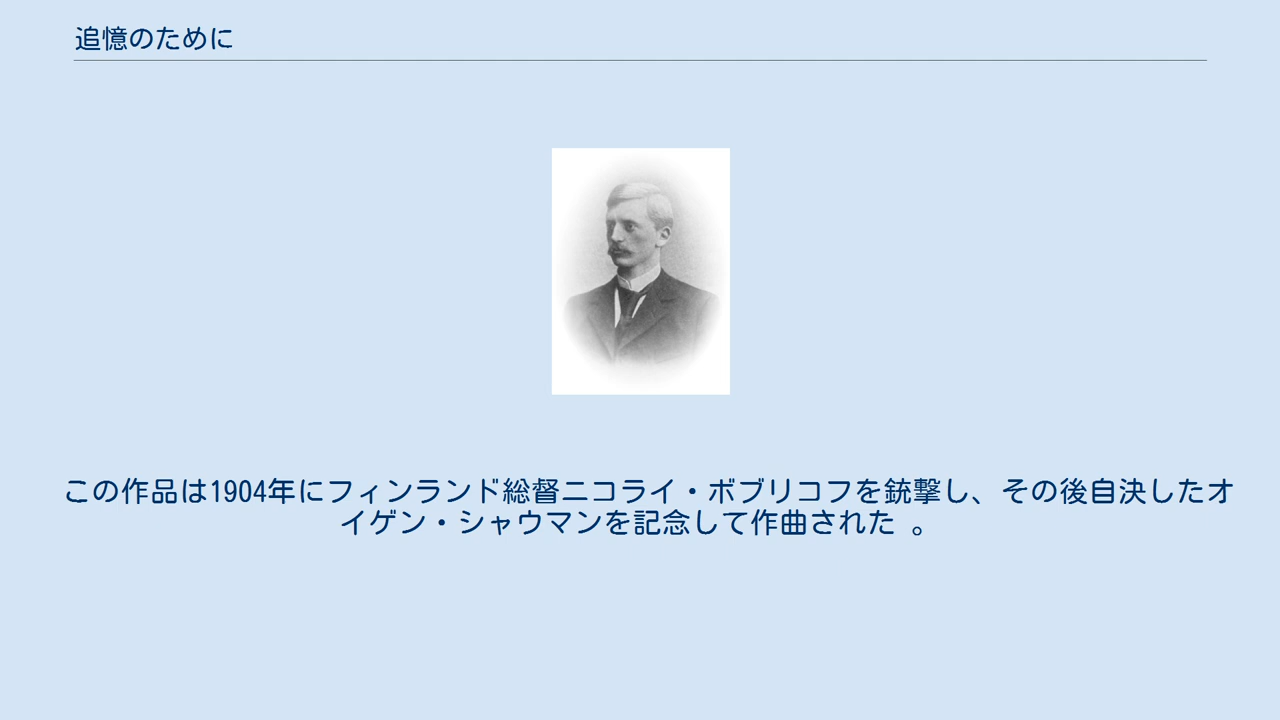 追憶のために
この作品は1904年にフィンランド総督ニコライ・ボブリコフを銃撃し、その後自決したオ
イゲン・シャウマンを記念して作曲された 。